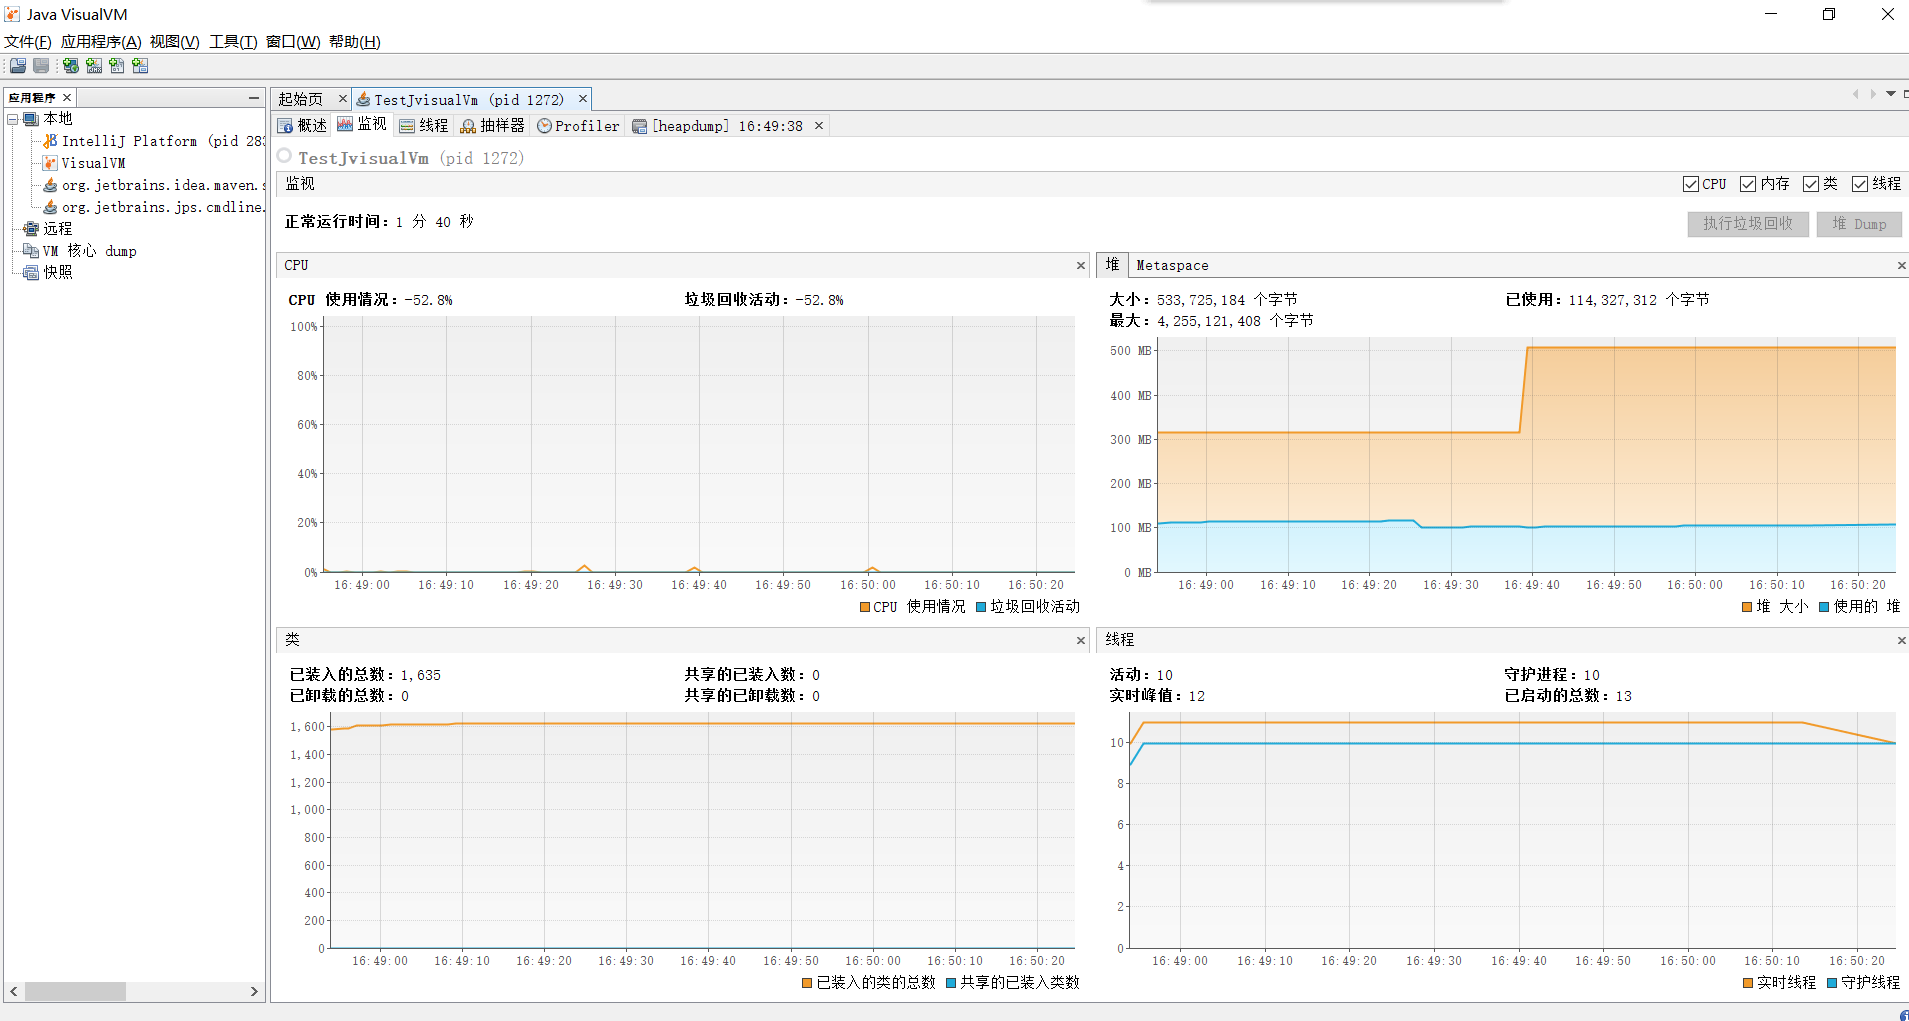 Java VisualVM
文件(F) 应用程序(A) 视图(V) 工具(T) 窗口(W) 帮助(H)
应用程序
本地
IntelliJ Platform (pid 283
VisualVM
org.jetbrains.idea.maven.s
org.jetbrains.jps.cmdline.
远程
VM 核心 dump
快照
起始页 TestJvisualVm (pid 1272)
概述 监视 线程 抽样器 Profiler [heapdump] 16:49:38
TestJvisualVm (pid 1272)
监视 CPU 内存 类 线程
正常运行时间: 1 分 40 秒 执行垃圾回收 堆 Dump
CPU
CPU 使用情况: -52.8% 垃圾回收活动: -52.8%
100%
80%
60%
40%
20%
0%
16:49:00 16:49:10 16:49:20 16:49:30 16:49:40 16:49:50 16:50:00 16:50:10 16:50:20
CPU 使用情况 垃圾回收活动
堆 Metaspace
大小: 533,725,184 个字节 已使用: 114,327,312 个字节
最大: 4,255,121,408 个字节
500 MB
400 MB
300 MB
200 MB
100 MB
0 MB
16:49:00 16:49:10 16:49:20 16:49:30 16:49:40 16:49:50 16:50:00 16:50:10 16:50:20
堆 大小 使用的 堆
类
已装入的总数: 1,635 共享的已装入数: 0
已卸载的总数: 0 共享的已卸载数: 0
1,600
1,400
1,200
1,000
800
600
400
200
0
16:49:00 16:49:10 16:49:20 16:49:30 16:49:40 16:49:50 16:50:00 16:50:10 16:50:20
已装入的类的总数 共享的已装入类数
线程
活动: 10 守护进程: 10
实时峰值: 12 已启动的总数: 13
10
8
6
4
2
0
16:49:00 16:49:10 16:49:20 16:49:30 16:49:40 16:49:50 16:50:00 16:50:10 16:50:20
实时线程 守护线程